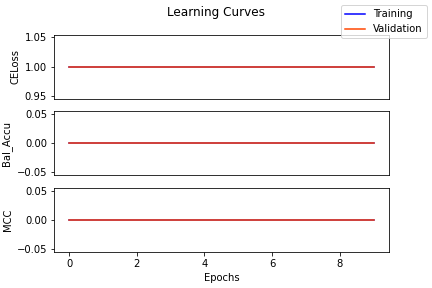 Learning Curves
Training
Validation
1.05
1.00
0.95
CELoss
0.05
0.00
−0.05
Bal_Accu
0.05
0.00
−0.05
MCC
0 2 4 6 8
Epochs